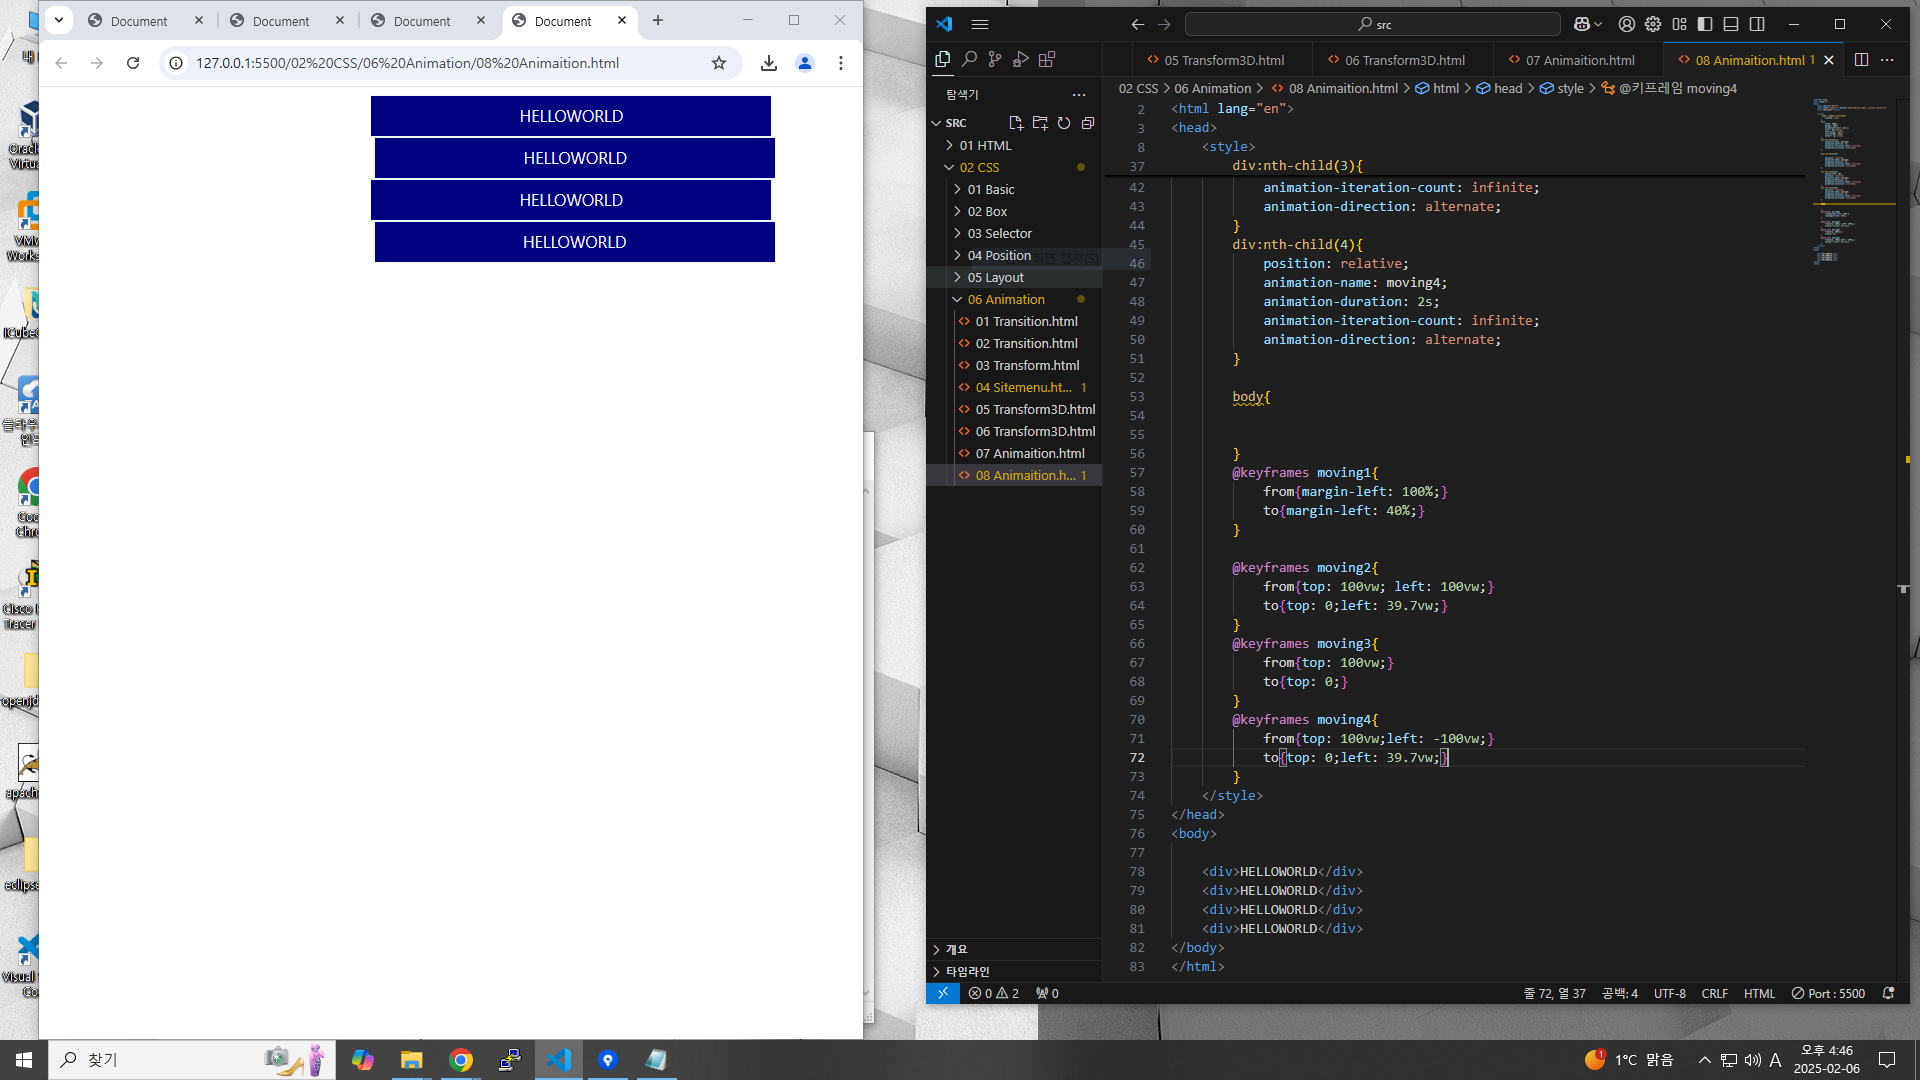 Document
Document
Document
Document
127.0.0.1:5500/02%20CSS/06%20Animation/08%20Animaition.html
HELLOWORLD
HELLOWORLD
HELLOWORLD
HELLOWORLD
src
05 Transform3D.html
06 Transform3D.html
07 Animaition.html
08 Animaition.html 1
02 CSS > 06 Animation > 08 Animaition.html > html > head > style > @키프레임 moving4
탐색기
SRC
01 HTML
02 CSS
01 Basic
02 Box
03 Selector
04 Position
05 Layout
06 Animation
01 Transition.html
02 Transition.html
03 Transform.html
04 Sitemenu.ht... 1
05 Transform3D.html
06 Transform3D.html
07 Animaition.html
08 Animaition.h... 1
개요
타임라인
2 <html lang="en">
3 <head>
8 <style>
37 div:nth-child(3){
42 animation-iteration-count: infinite;
43 animation-direction: alternate;
44 }
45 div:nth-child(4){
46 position: relative;
47 animation-name: moving4;
48 animation-duration: 2s;
49 animation-iteration-count: infinite;
50 animation-direction: alternate;
51 }
52
53 body{
54
55
56 }
57 @keyframes moving1{
58 from{margin-left: 100%;}
59 to{margin-left: 40%;}
60 }
61
62 @keyframes moving2{
63 from{top: 100vw; left: 100vw;}
64 to{top: 0;left: 39.7vw;}
65 }
66 @keyframes moving3{
67 from{top: 100vw;}
68 to{top: 0;}
69 }
70 @keyframes moving4{
71 from{top: 100vw;left: -100vw;}
72 to{top: 0;left: 39.7vw;}
73 }
74 </style>
75 </head>
76 <body>
77
78 <div>HELLOWORLD</div>
79 <div>HELLOWORLD</div>
80 <div>HELLOWORLD</div>
81 <div>HELLOWORLD</div>
82 </body>
83 </html>
0 2 0
줄 72, 열 37 공백: 4 UTF-8 CRLF HTML Port : 5500
찾기
1
1°C 맑음
A
오후 4:46
2025-02-06